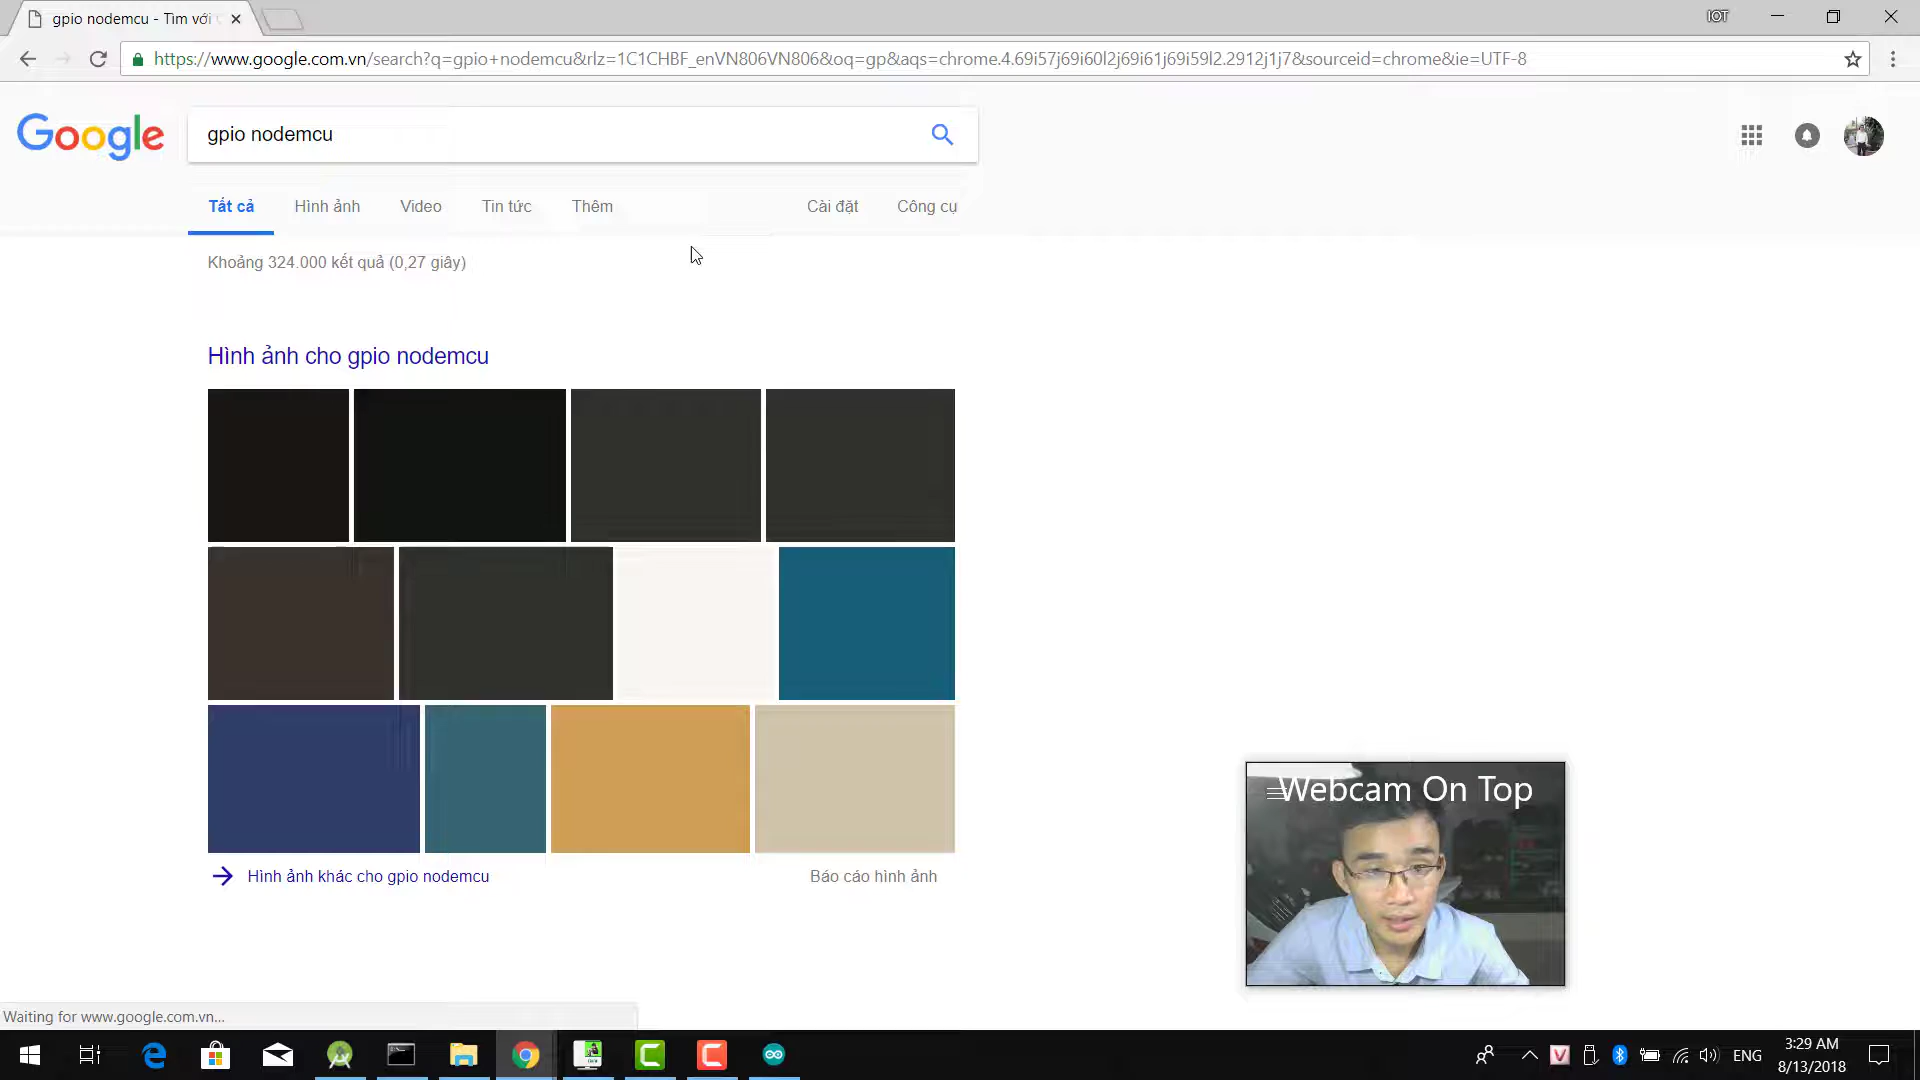 gpio nodemcu - Tìm với
IOT
https://www.google.com.vn/search?q=gpio+nodemcu&rlz=1C1CHBF_enVN806VN806&oq=gp&aqs=chrome.4.69i57j69i60l2j69i61j69i59l2.2912j1j7&sourceid=chrome&ie=UTF-8
Google
gpio nodemcu
Tất cả
Hình ảnh
Video
Tin tức
Thêm
Cài đặt
Công cụ
Khoảng 324.000 kết quả (0,27 giây)
Hình ảnh cho gpio nodemcu
Hình ảnh khác cho gpio nodemcu
Báo cáo hình ảnh
Webcam On Top
Waiting for www.google.com.vn...
ENG
3:29 AM
8/13/2018